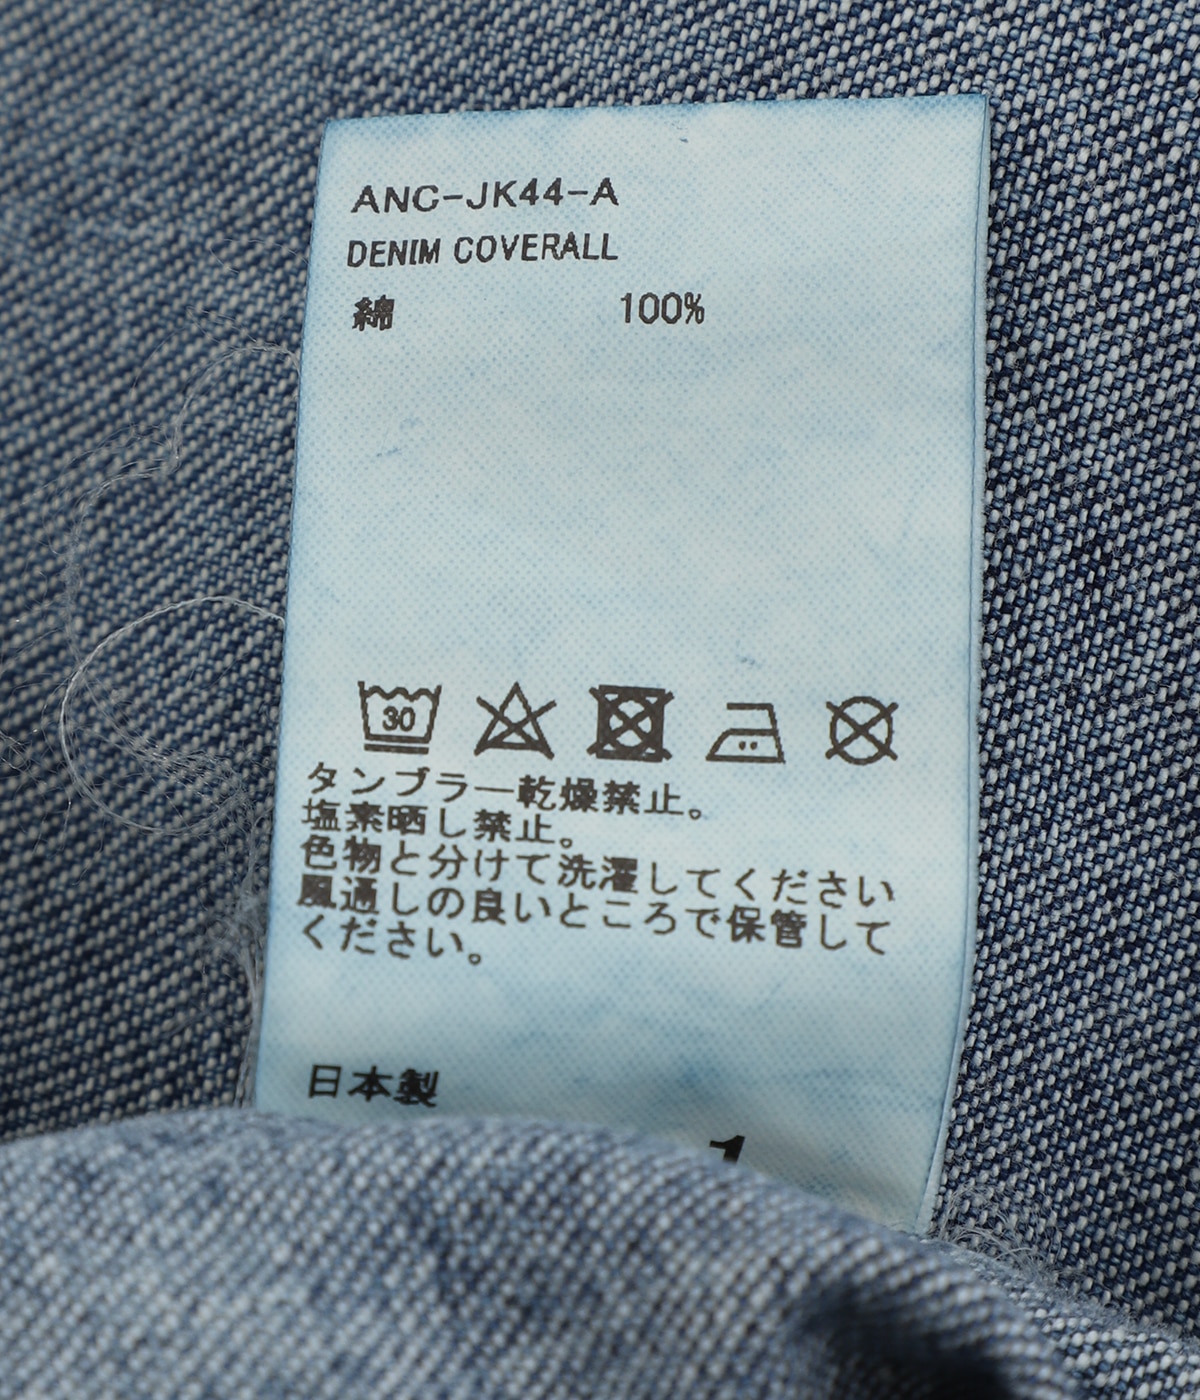 ANC-JK44-A
DENIM COVERALL
綿 100%
30
タンブラー乾燥禁止。
塩素晒し禁止。
色物と分けて洗濯してください
風通しの良いところで保管して
ください。
日本製
1